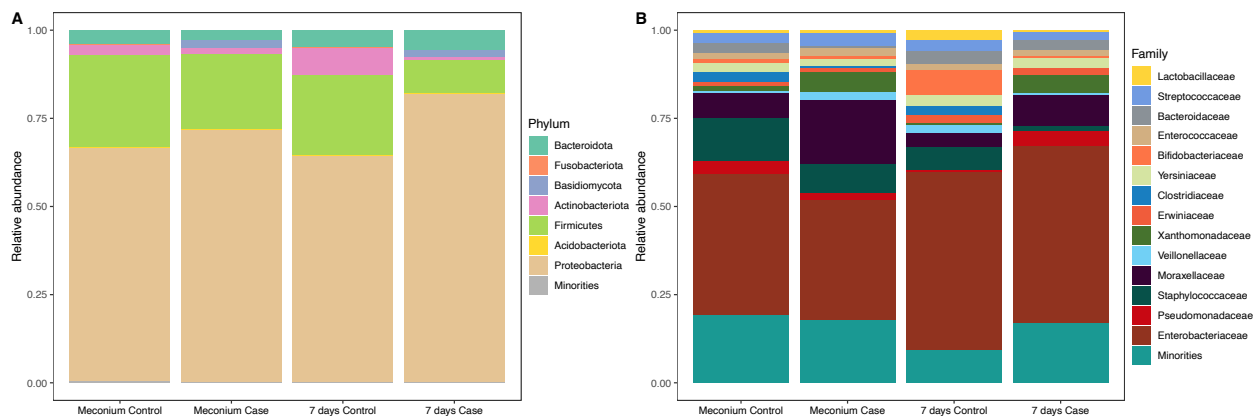 A
Relative abundance
1.00
0.75
0.50
0.25
0.00
Meconium Control
Meconium Case
7 days Control
7 days Case
Phylum
Bacteroidota
Fusobacteriota
Basidiomycota
Actinobacteriota
Firmicutes
Acidobacteriota
Proteobacteria
Minorities
B
Relative abundance
1.00
0.75
0.50
0.25
0.00
Meconium Control
Meconium Case
7 days Control
7 days Case
Family
Lactobacillaceae
Streptococcaceae
Bacteroidaceae
Enterococcaceae
Bifidobacteriaceae
Yersiniaceae
Clostridiaceae
Erwiniaceae
Xanthomonadaceae
Veillonellaceae
Moraxellaceae
Staphylococcaceae
Pseudomonadaceae
Enterobacteriaceae
Minorities